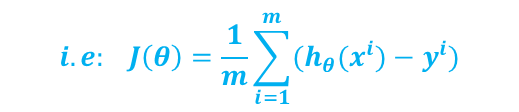 i.e: J(θ) = 1/m ∑_{i=1}^{m} (h_θ(x^i) − y^i)